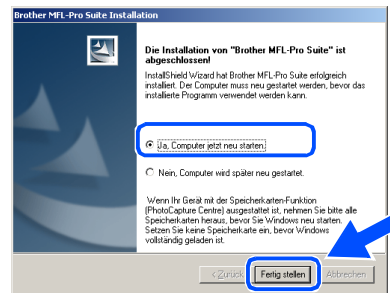 Brother MFL-Pro Suite Installation
Die Installation von "Brother MFL-Pro Suite" ist
abgeschlossen!
InstallShield Wizard hat Brother MFL-Pro Suite erfolgreich
installiert. Der Computer muss neu gestartet werden, bevor das
installierte Programm verwendet werden kann.
Ja, Computer jetzt neu starten.
Nein, Computer wird später neu gestartet.
Wenn Ihr Gerät mit der Speicherkarten-Funktion
(PhotoCapture Centre) ausgestattet ist, nehmen Sie bitte alle
Speicherkarten heraus, bevor Sie Windows neu starten.
Setzen Sie keine Speicherkarte ein, bevor Windows
vollständig geladen ist.
< Zurück Fertig stellen Abbrechen